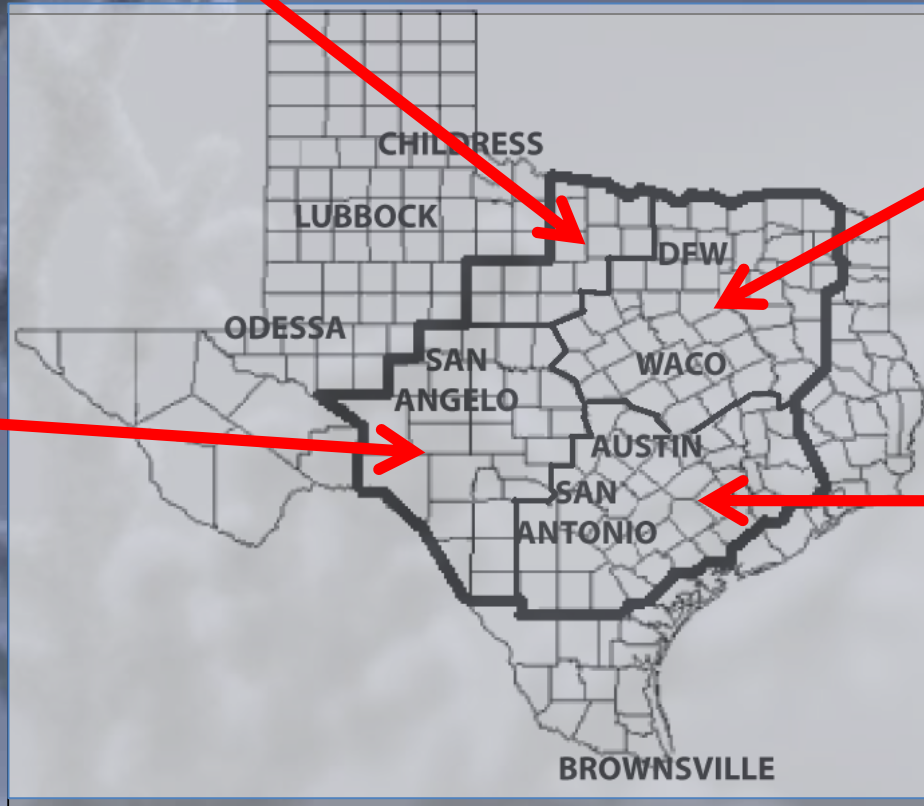 CHILDRESS
LUBBOCK
DFW
ODESSA
SAN
ANGELO
WACO
AUSTIN
SAN
ANTONIO
BROWNSVILLE